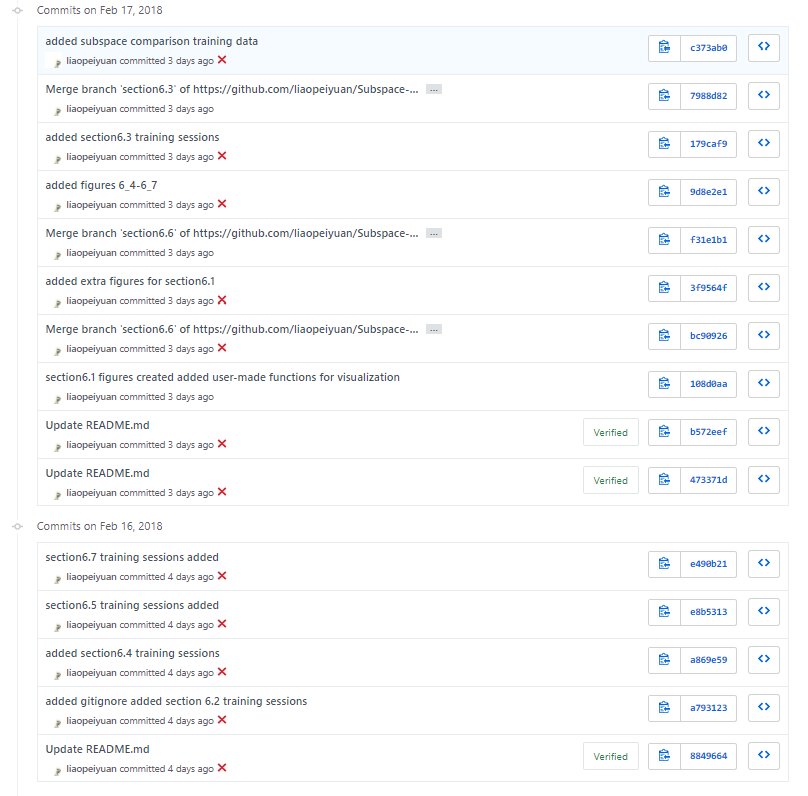 Commits on Feb 17, 2018
added subspace comparison training data
liaopeiyuan committed 3 days ago
c373ab0
Merge branch 'section6.3' of https://github.com/liaopeiyuan/Subspace-... ...
liaopeiyuan committed 3 days ago
7988d82
added section6.3 training sessions
liaopeiyuan committed 3 days ago
179caf9
added figures 6_4-6_7
liaopeiyuan committed 3 days ago
9d8e2e1
Merge branch 'section6.6' of https://github.com/liaopeiyuan/Subspace-... ...
liaopeiyuan committed 3 days ago
f31e1b1
added extra figures for section6.1
liaopeiyuan committed 3 days ago
3f9564f
Merge branch 'section6.6' of https://github.com/liaopeiyuan/Subspace-... ...
liaopeiyuan committed 3 days ago
bc90926
section6.1 figures created added user-made functions for visualization
liaopeiyuan committed 3 days ago
108d0aa
Update README.md
liaopeiyuan committed 3 days ago
Verified
b572eef
Update README.md
liaopeiyuan committed 3 days ago
Verified
473371d
Commits on Feb 16, 2018
section6.7 training sessions added
liaopeiyuan committed 4 days ago
e490b21
section6.5 training sessions added
liaopeiyuan committed 4 days ago
e8b5313
added section6.4 training sessions
liaopeiyuan committed 4 days ago
a869e59
added gitignore added section 6.2 training sessions
liaopeiyuan committed 4 days ago
a793123
Update README.md
liaopeiyuan committed 4 days ago
Verified
8849664